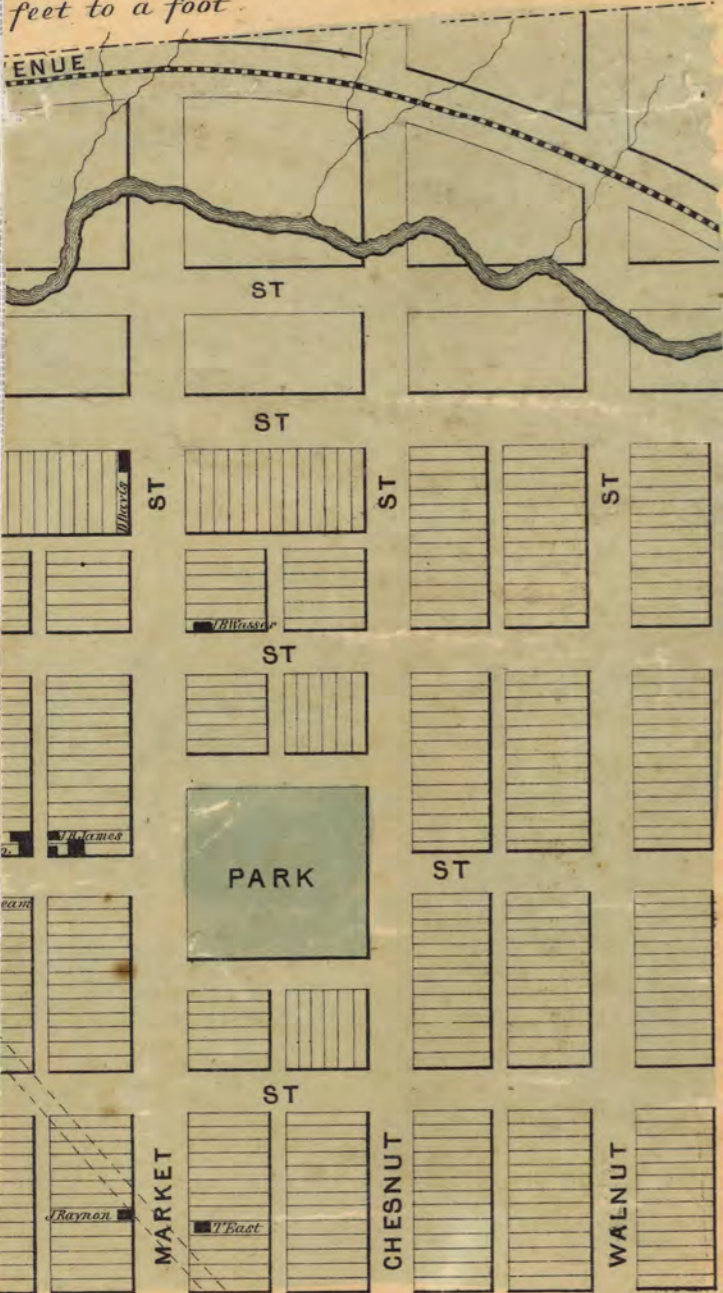 feet to a foot
ENUE
ST
ST
ST
ST
ST
J B Wasser
ST
J R James
PARK
ST
eam
ST
MARKET
CHESNUT
WALNUT
J Raynon
T East